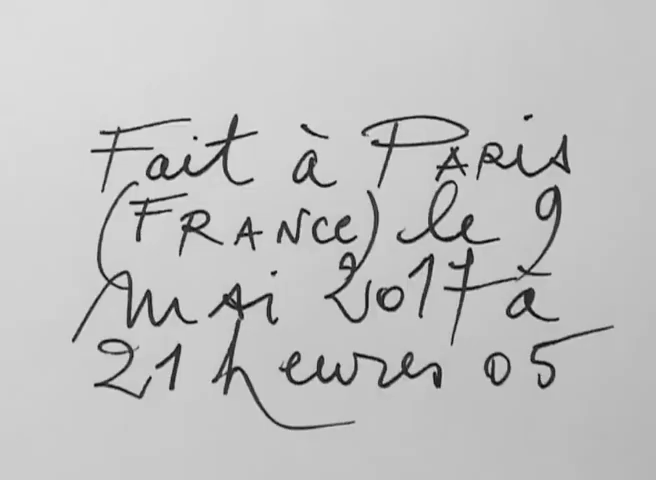 Fait à PARis
(FRANce) le 9
mai 2017 à
21 heures 05